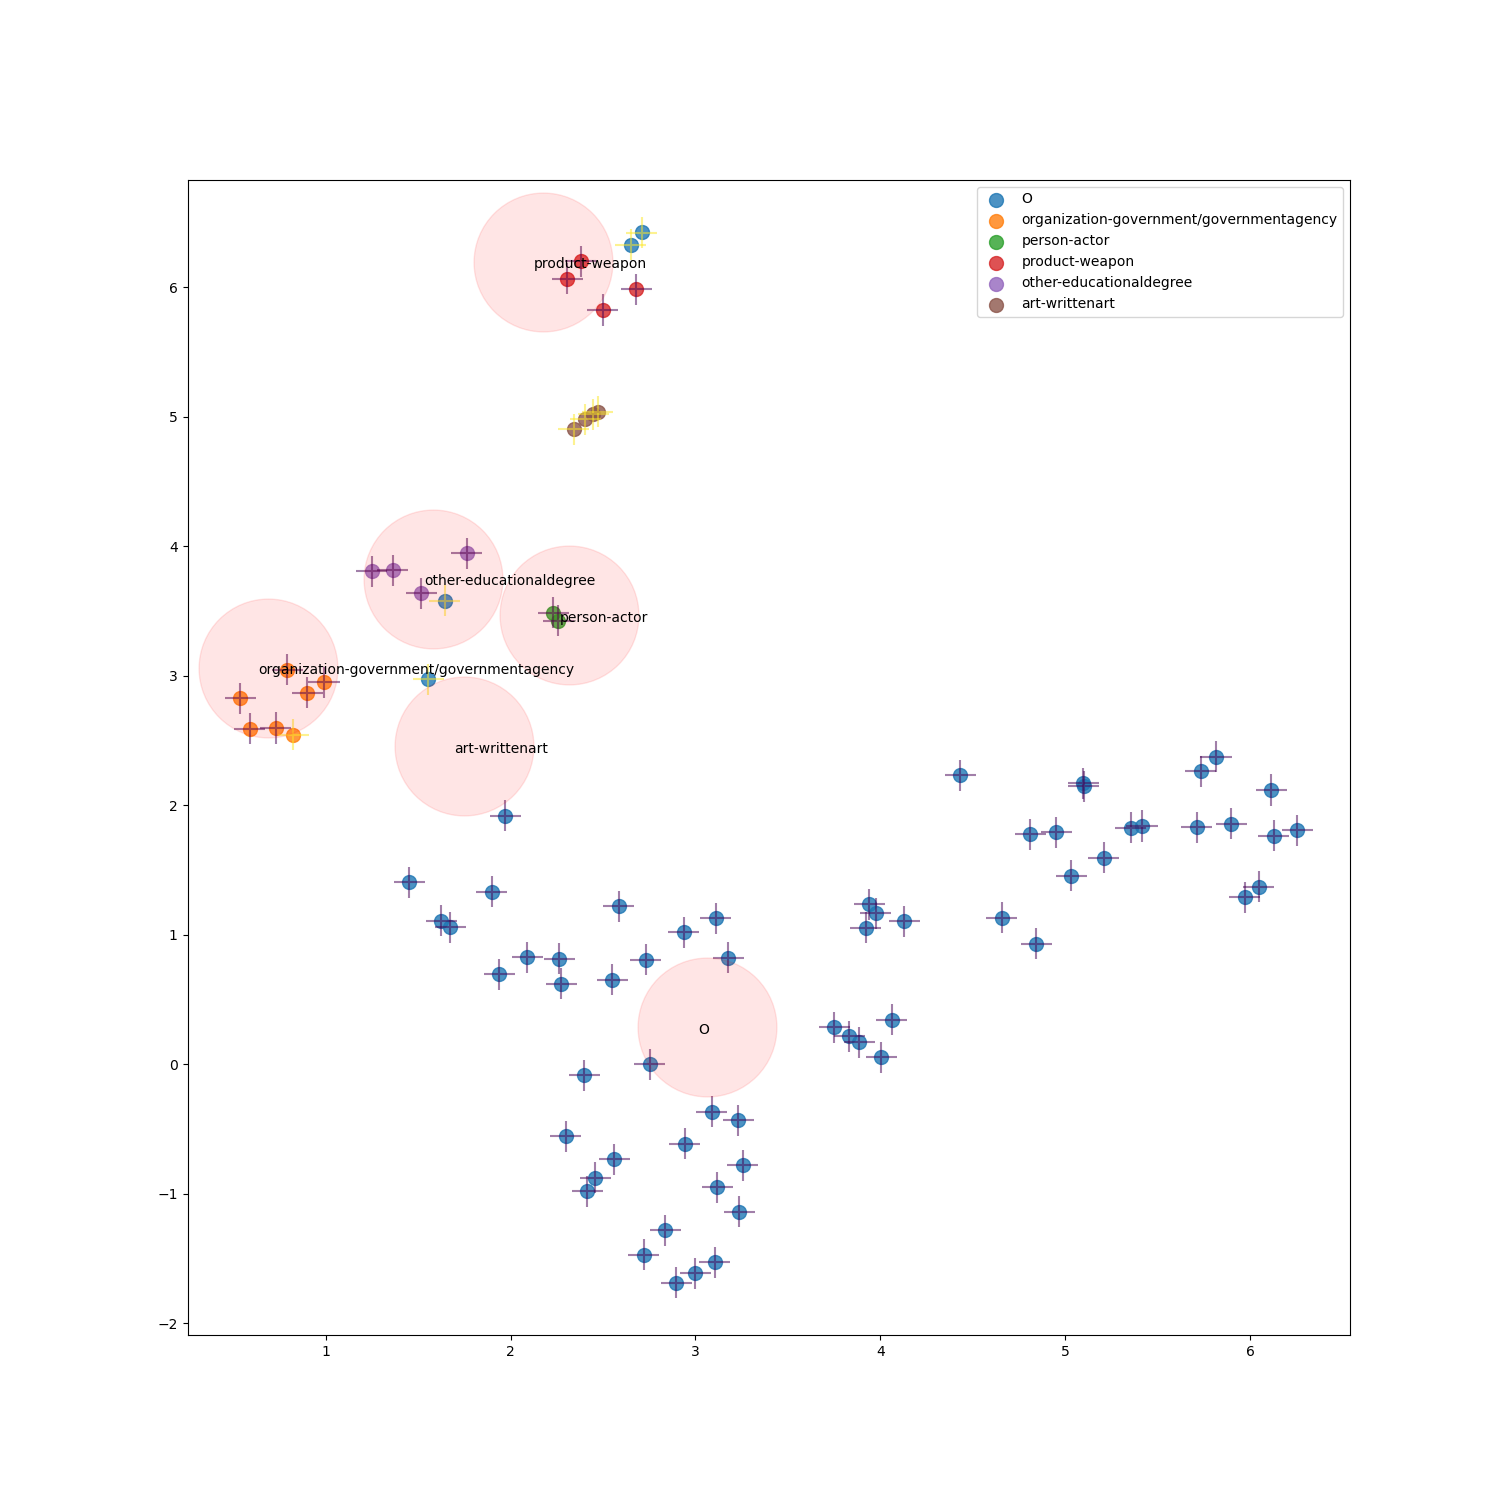 O
organization-government/governmentagency
person-actor
product-weapon
other-educationaldegree
art-writtenart
product-weapon
other-educationaldegree
person-actor
organization-government/governmentagency
art-writtenart
O
6
5
4
3
2
1
0
−1
−2
1 2 3 4 5 6